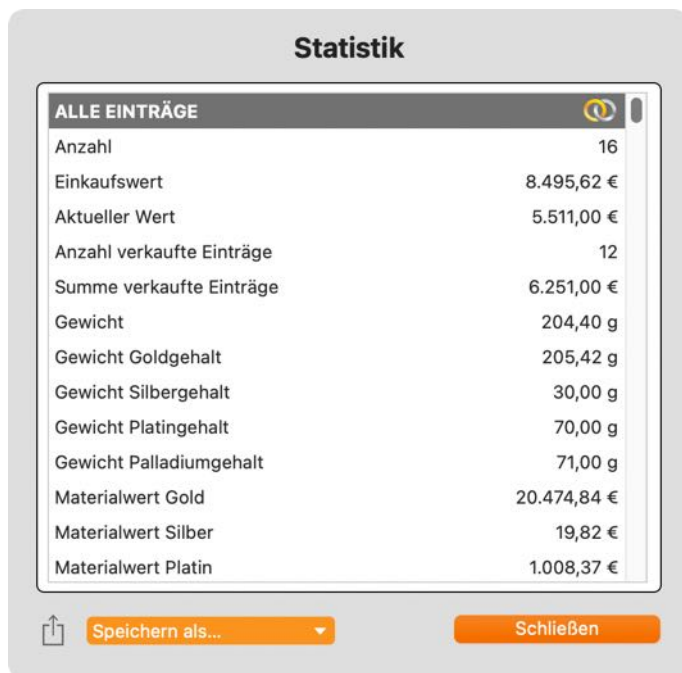 Statistik
ALLE EINTRÄGE
Anzahl 16
Einkaufswert 8.495,62 €
Aktueller Wert 5.511,00 €
Anzahl verkaufte Einträge 12
Summe verkaufte Einträge 6.251,00 €
Gewicht 204,40 g
Gewicht Goldgehalt 205,42 g
Gewicht Silbergehalt 30,00 g
Gewicht Platingehalt 70,00 g
Gewicht Palladiumgehalt 71,00 g
Materialwert Gold 20.474,84 €
Materialwert Silber 19,82 €
Materialwert Platin 1.008,37 €
Speichern als... Schließen